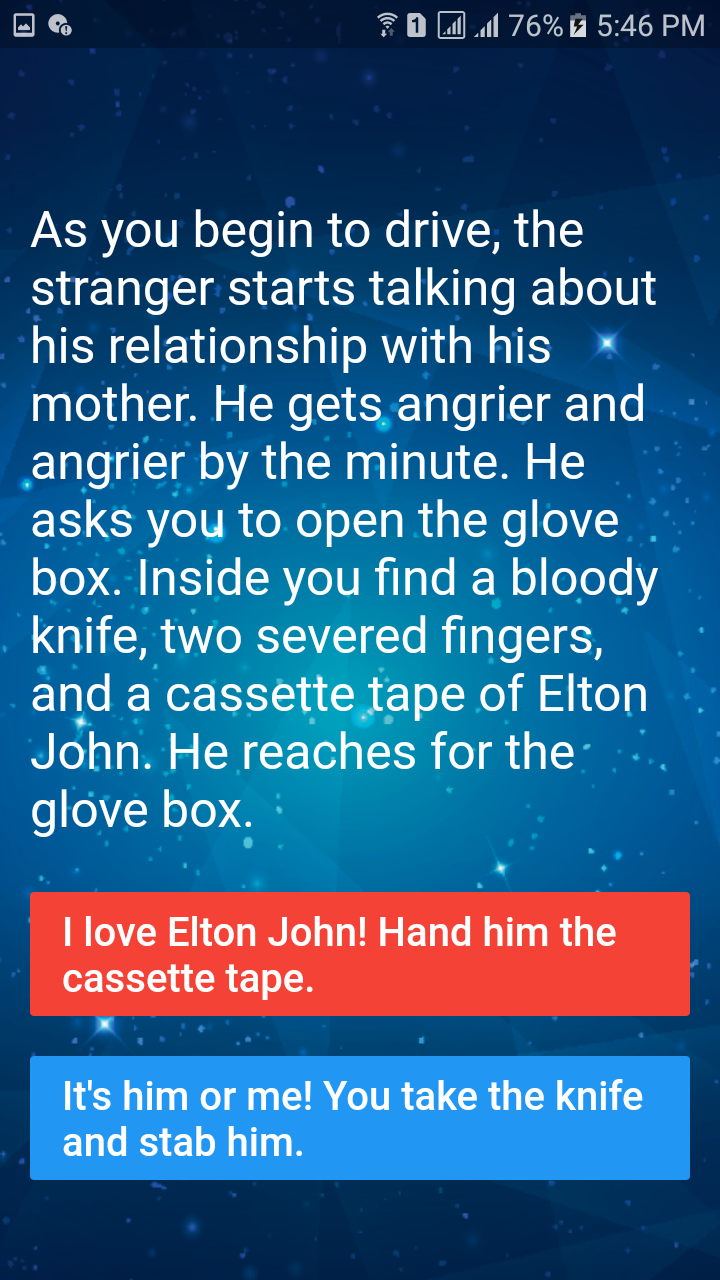 1 76% 5:46 PM
As you begin to drive, the
stranger starts talking about
his relationship with his
mother. He gets angrier and
angrier by the minute. He
asks you to open the glove
box. Inside you find a bloody
knife, two severed fingers,
and a cassette tape of Elton
John. He reaches for the
glove box.
I love Elton John! Hand him the
cassette tape.
It's him or me! You take the knife
and stab him.